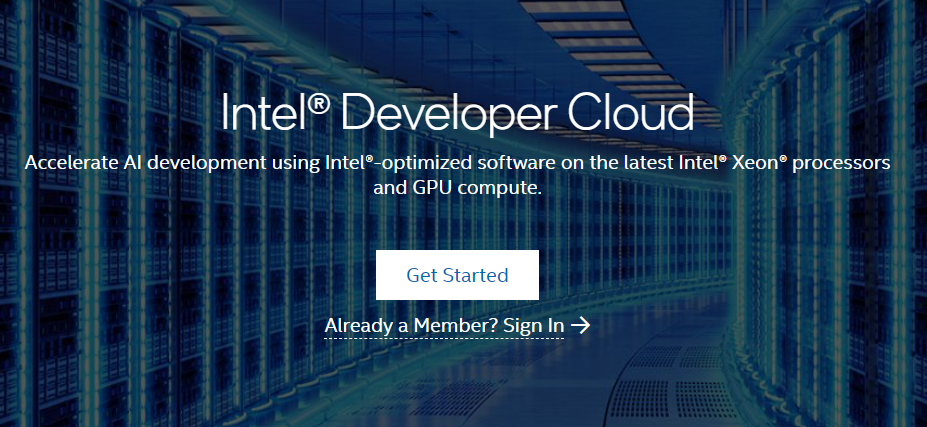 Intel® Developer Cloud
Accelerate AI development using Intel®-optimized software on the latest Intel® Xeon® processors
and GPU compute.
Get Started
Already a Member? Sign In →